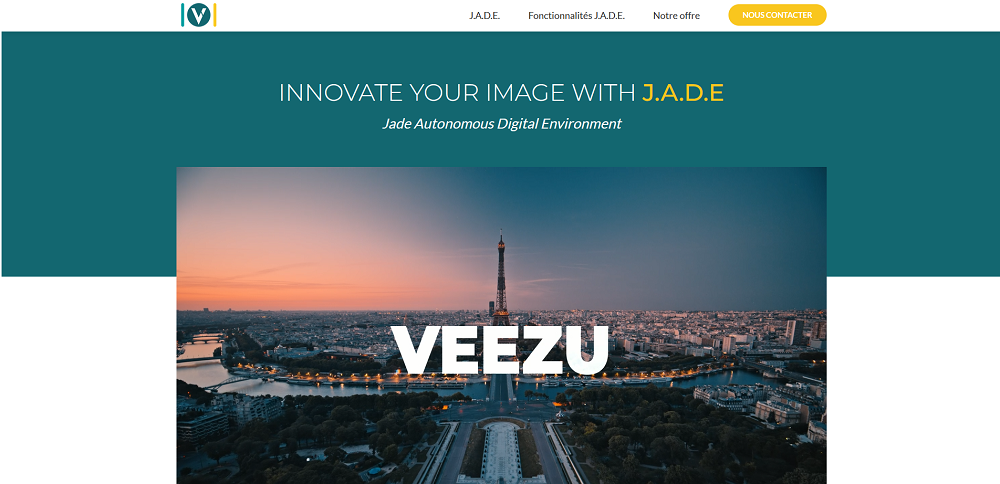 V
J.A.D.E. Fonctionnalités J.A.D.E. Notre offre NOUS CONTACTER
INNOVATE YOUR IMAGE WITH J.A.D.E
Jade Autonomous Digital Environment
VEEZU